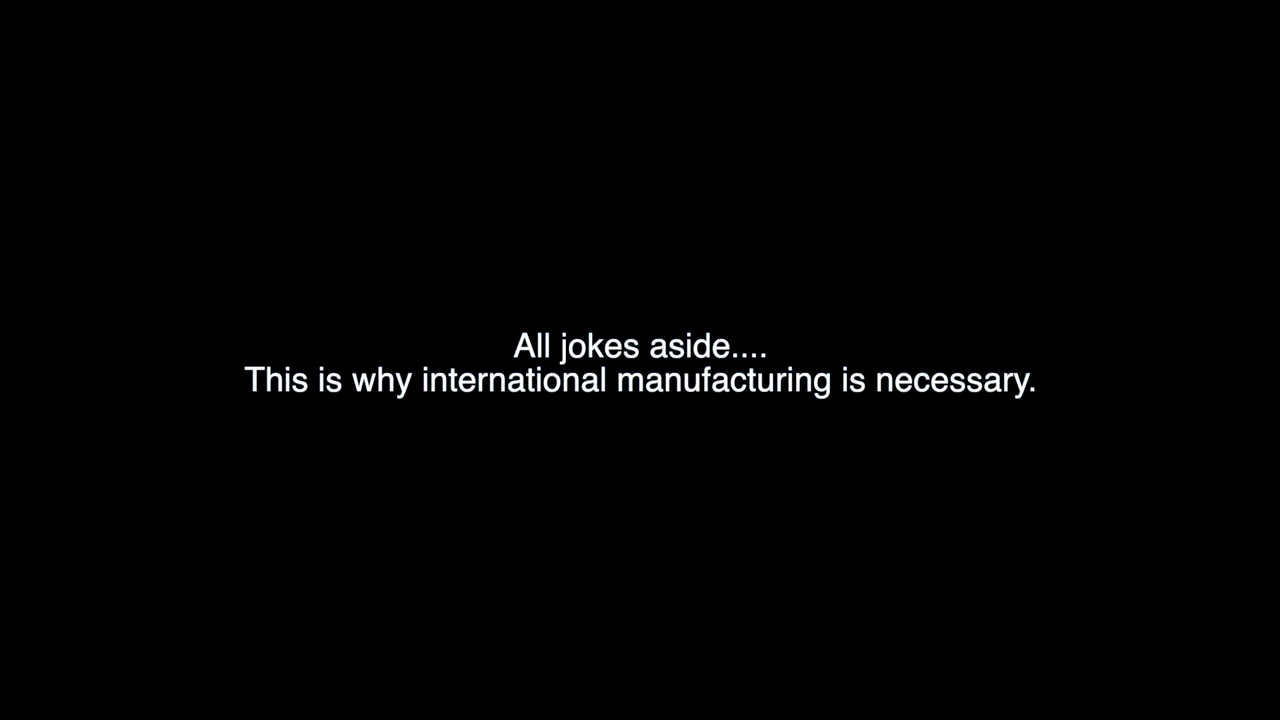 All jokes aside....
This is why international manufacturing is necessary.